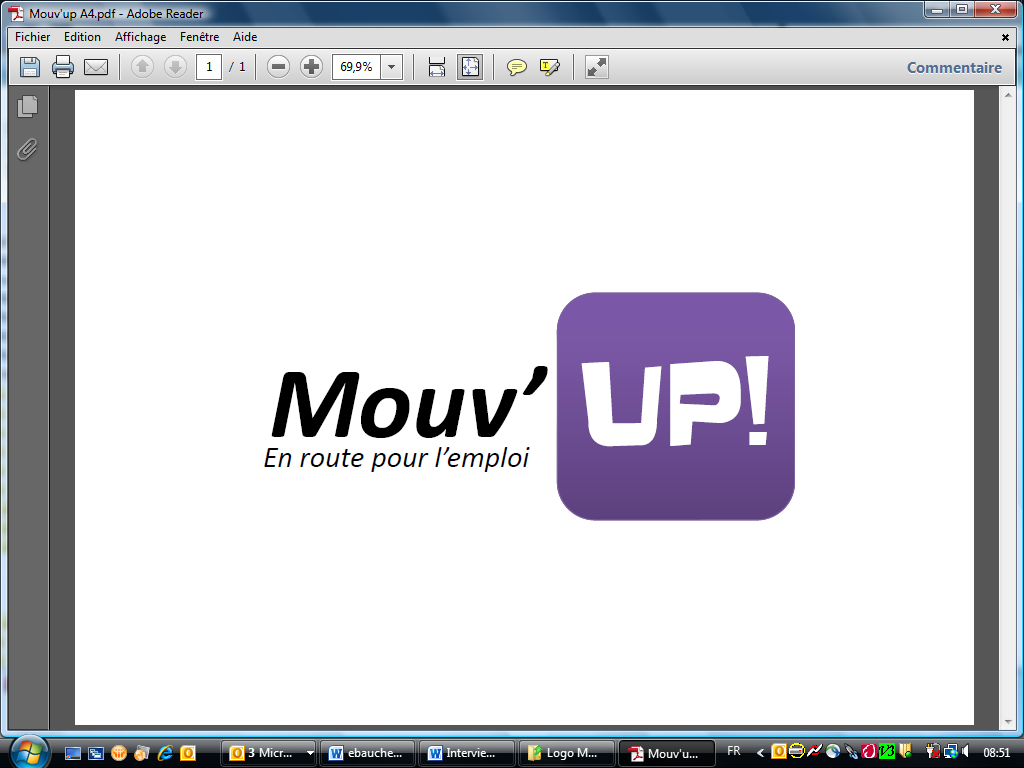 Mouv'up A4.pdf - Adobe Reader
Fichier Edition Affichage Fenêtre Aide
1 / 1 69,9% Commentaire
Mouv’ UP!
En route pour l’emploi
3 Micr... ebauche... Intervie... Logo M... Mouv'u... FR 08:51